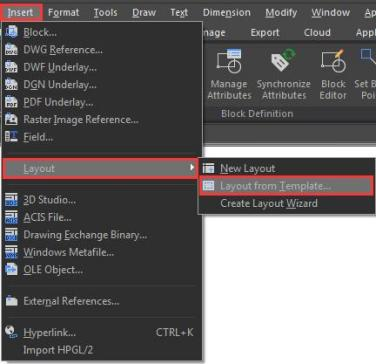 Insert Format Tools Draw Text Dimension Modify Window
Block...
nage Export Cloud
DWG Reference...
DWF Underlay...
DGN Underlay...
Manage Attributes Synchronize Attributes Block Editor Set B
PDF Underlay...
Raster Image Reference...
Block Definition
Field...
Layout
New Layout
Layout from Template...
Create Layout Wizard
3D Studio...
ACIS File...
Drawing Exchange Binary...
Windows Metafile...
OLE Object...
External References...
Hyperlink... CTRL+K
Import HPGL/2